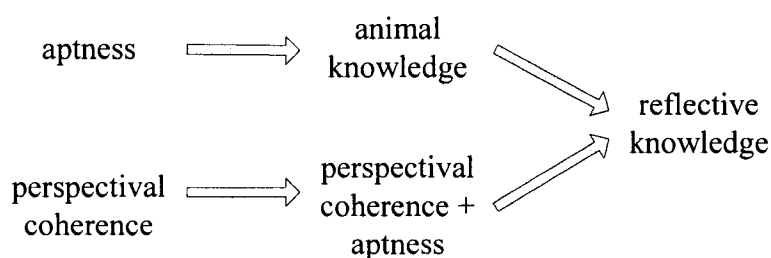 aptness
animal
knowledge
reflective
knowledge
perspectival
coherence
perspectival
coherence +
aptness